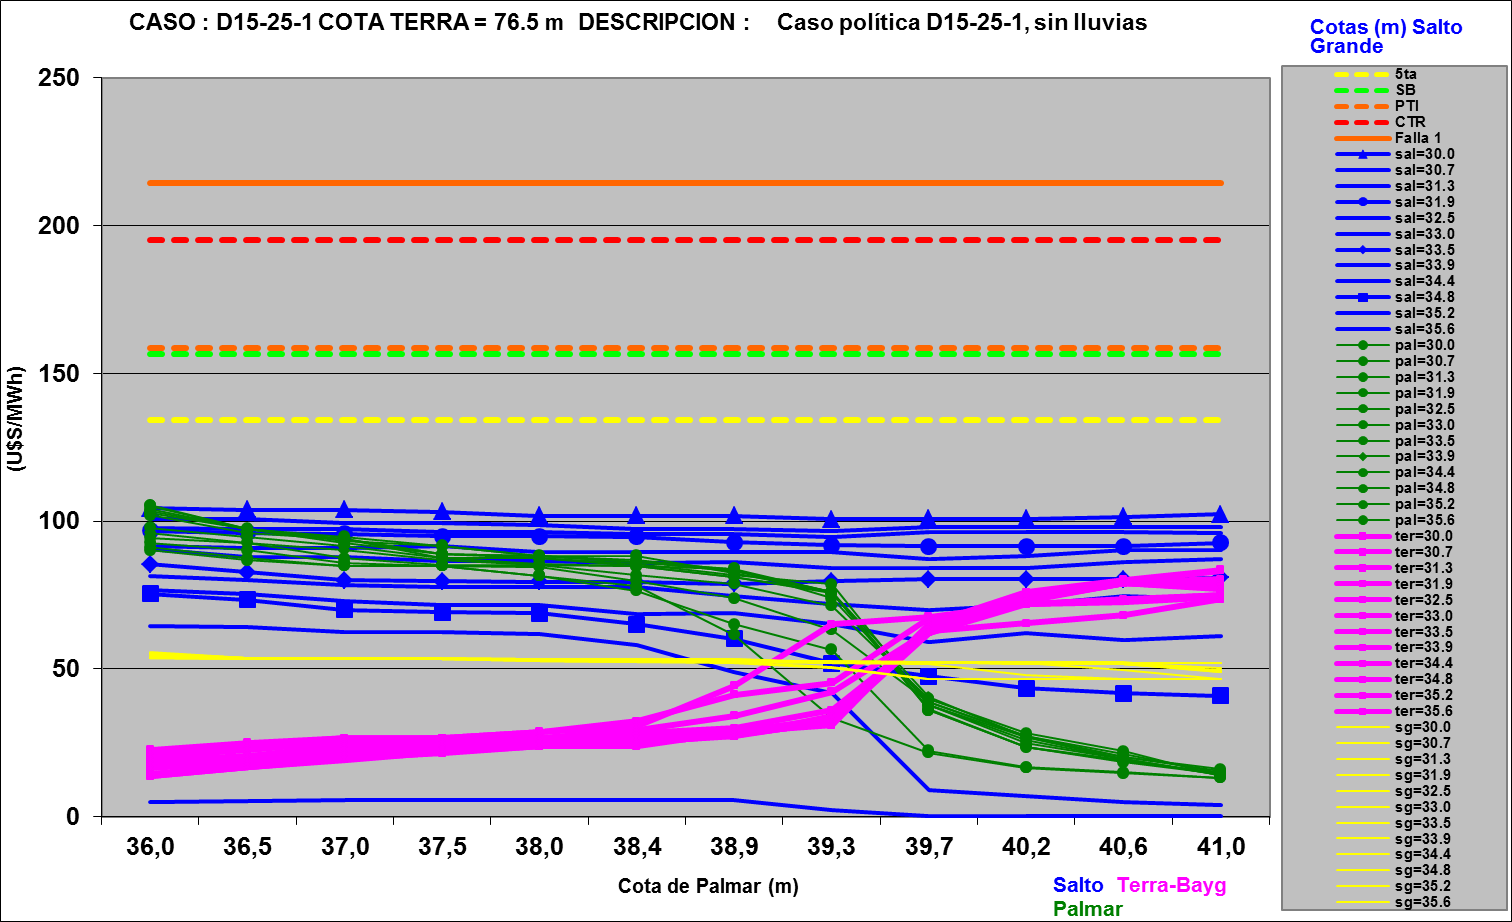 CASO : D15-25-1 COTA TERRA = 76.5 m DESCRIPCION : Caso política D15-25-1, sin lluvias
Cotas (m) Salto
Grande
250
200
150
100
50
0
(U$S/MWh)
36,0 36,5 37,0 37,5 38,0 38,4 38,9 39,3 39,7 40,2 40,6 41,0
Cota de Palmar (m)
Salto Terra-Bayg
Palmar
5ta
SB
PTI
CTR
Falla 1
sal=30.0
sal=30.7
sal=31.3
sal=31.9
sal=32.5
sal=33.0
sal=33.5
sal=33.9
sal=34.4
sal=34.8
sal=35.2
sal=35.6
pal=30.0
pal=30.7
pal=31.3
pal=31.9
pal=32.5
pal=33.0
pal=33.5
pal=33.9
pal=34.4
pal=34.8
pal=35.2
pal=35.6
ter=30.0
ter=30.7
ter=31.3
ter=31.9
ter=32.5
ter=33.0
ter=33.5
ter=33.9
ter=34.4
ter=34.8
ter=35.2
ter=35.6
sg=30.0
sg=30.7
sg=31.3
sg=31.9
sg=32.5
sg=33.0
sg=33.5
sg=33.9
sg=34.4
sg=34.8
sg=35.2
sg=35.6